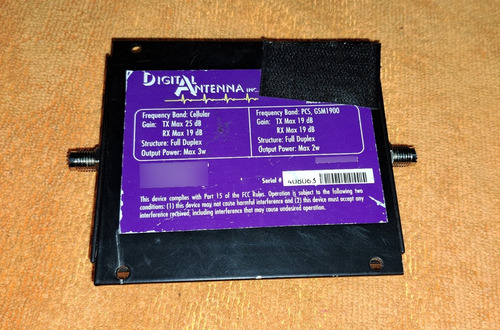 DIGITAL
ANTENNA INC.
Frequency Band: Cellular
Gain: TX Max 25 dB
RX Max 19 dB
Structure: Full Duplex
Output Power: Max 3w
Frequency Band: PCS, GSM1900
Gain: TX Max 19 dB
RX Max 19 dB
Structure: Full Duplex
Output Power: Max 2w
Serial # 408063
This device complies with Part 15 of the FCC Rules. Operation is subject to the following two
conditions: (1) this device may not cause harmful interference and (2) this device must accept any
interference received, including interference that may cause undesired operation.